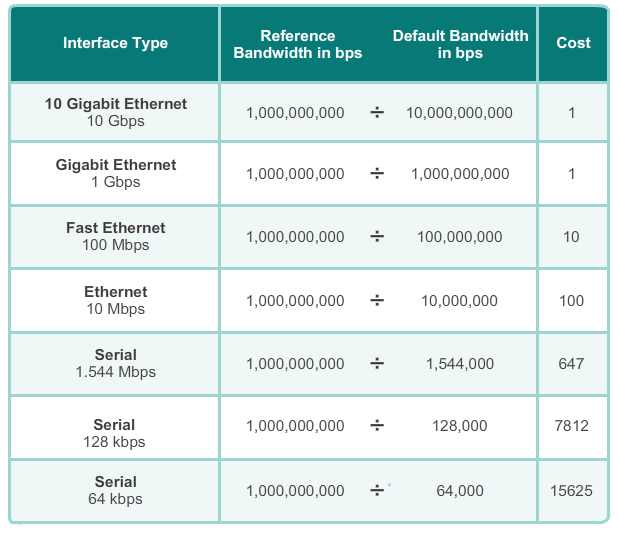 Interface Type
Reference
Bandwidth in bps
Default Bandwidth
in bps
Cost
10 Gigabit Ethernet
10 Gbps
1,000,000,000 ÷ 10,000,000,000
1
Gigabit Ethernet
1 Gbps
1,000,000,000 ÷ 1,000,000,000
1
Fast Ethernet
100 Mbps
1,000,000,000 ÷ 100,000,000
10
Ethernet
10 Mbps
1,000,000,000 ÷ 10,000,000
100
Serial
1.544 Mbps
1,000,000,000 ÷ 1,544,000
647
Serial
128 kbps
1,000,000,000 ÷ 128,000
7812
Serial
64 kbps
1,000,000,000 ÷ 64,000
15625